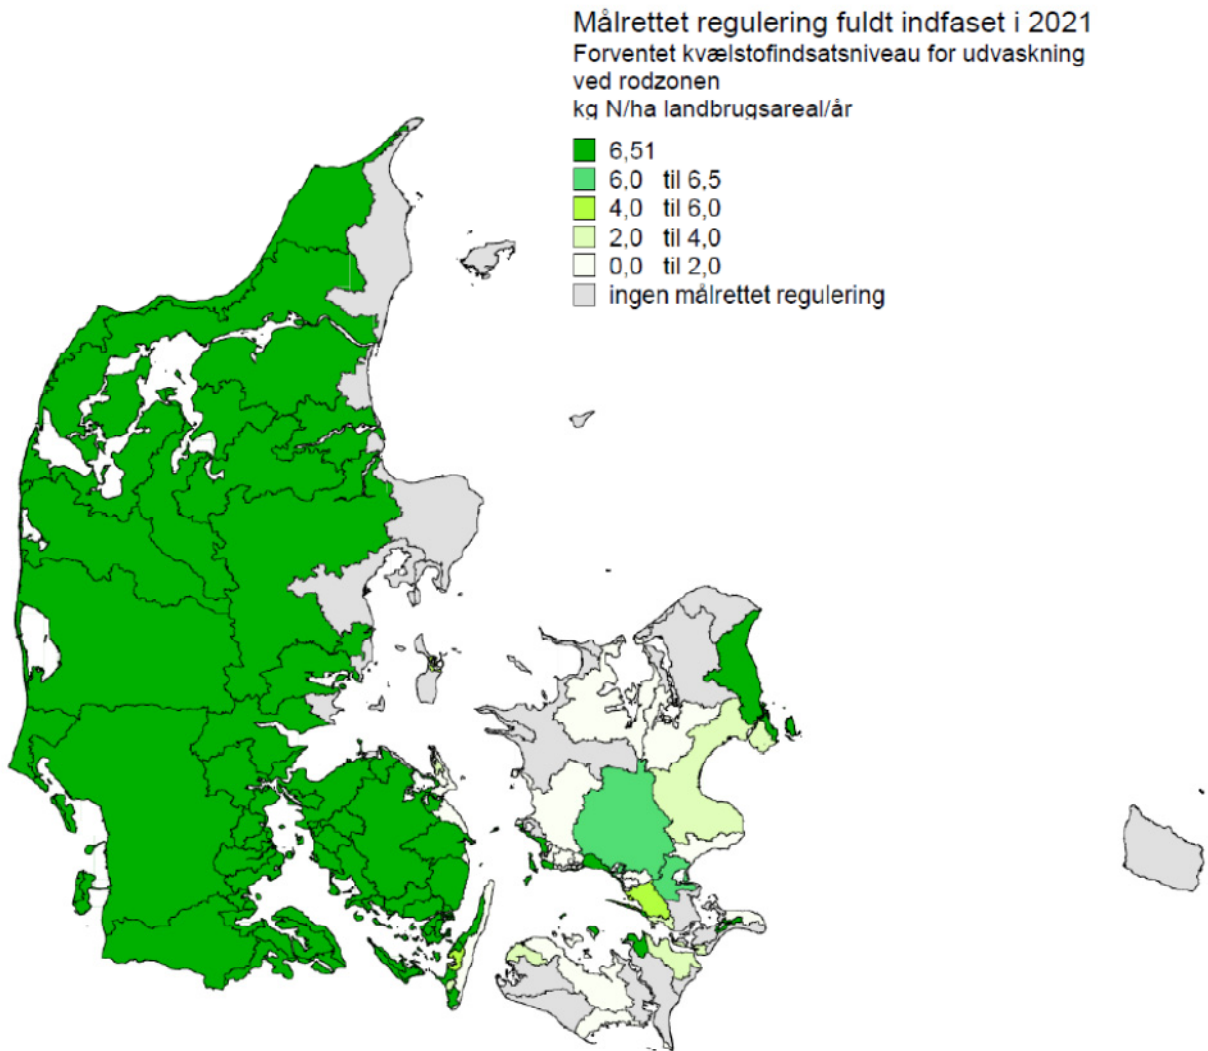 Målrettet regulering fuldt indfaset i 2021
Forventet kvælstofindsatsniveau for udvaskning
ved rodzonen
kg N/ha landbrugsareal/år
6,51
6,0 til 6,5
4,0 til 6,0
2,0 til 4,0
0,0 til 2,0
ingen målrettet regulering